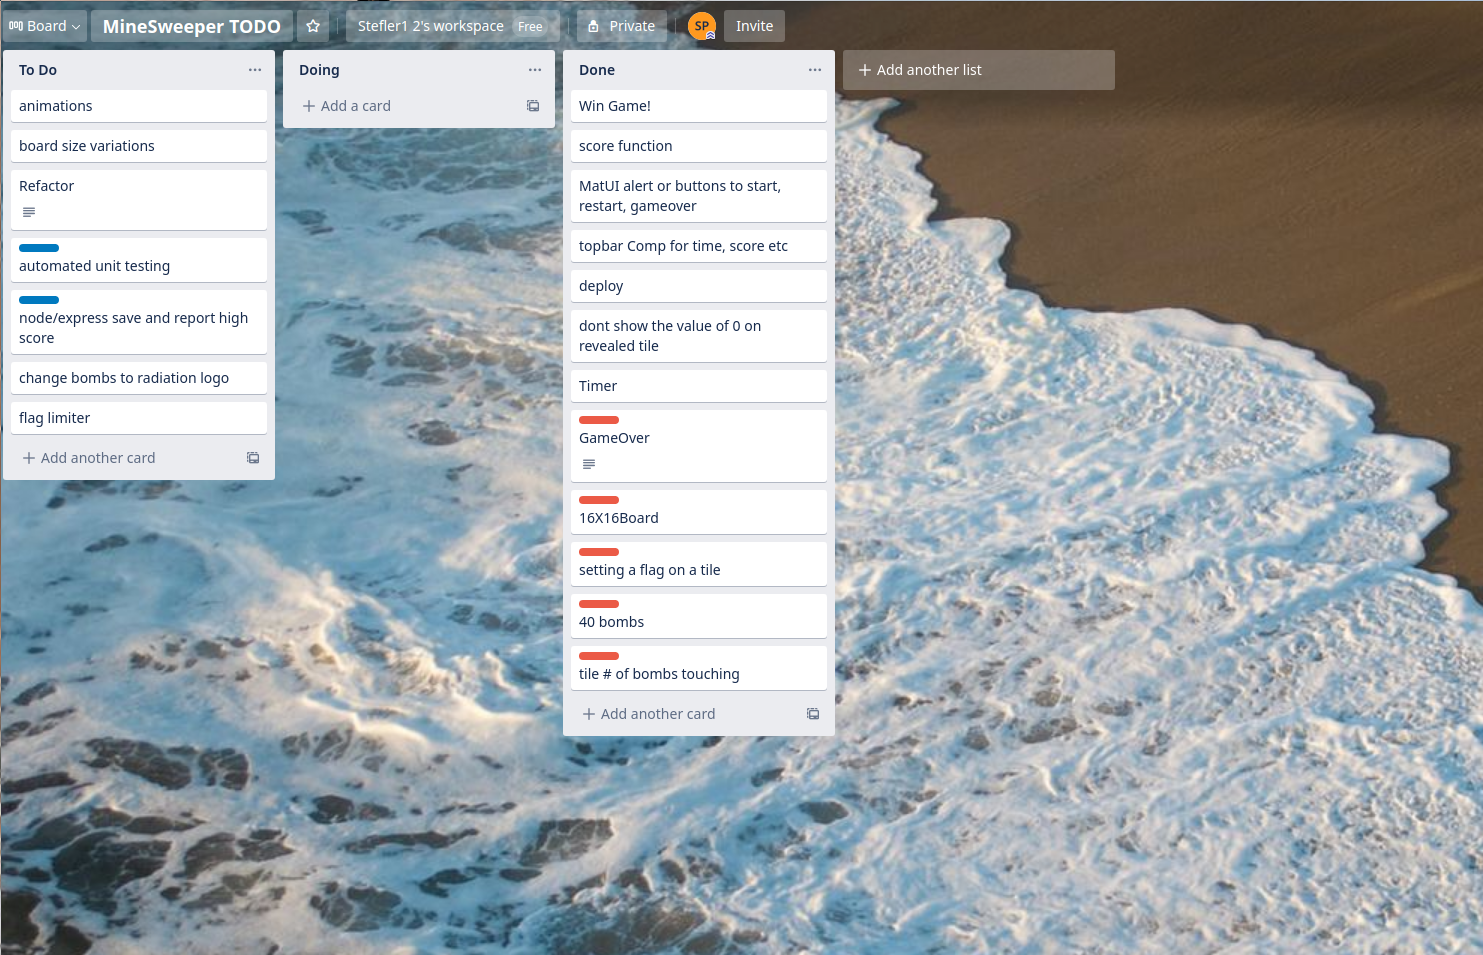 Board
MineSweeper TODO
Stefler1 2's workspace Free
Private
SP
Invite
To Do
animations
board size variations
Refactor
automated unit testing
node/express save and report high
score
change bombs to radiation logo
flag limiter
Add another card
Doing
Add a card
Done
Win Game!
score function
MatUI alert or buttons to start,
restart, gameover
topbar Comp for time, score etc
deploy
dont show the value of 0 on
revealed tile
Timer
GameOver
16X16Board
setting a flag on a tile
40 bombs
tile # of bombs touching
Add another card
Add another list